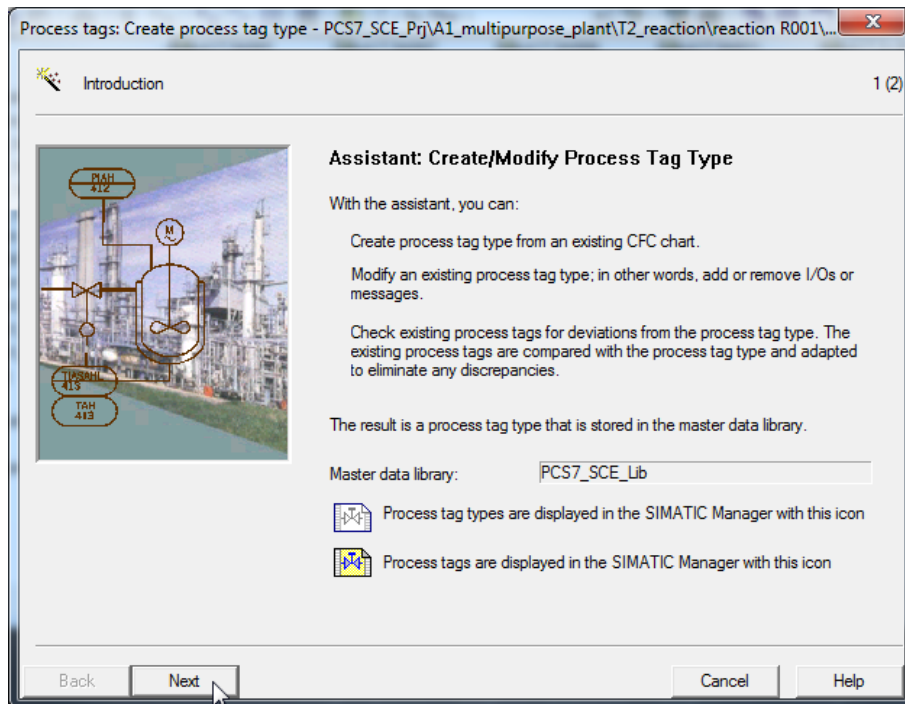 Process tags: Create process tag type - PCS7_SCE_Prj\A1_multipurpose_plant\T2_reaction\reaction R001\...
Introduction
1 (2)
PIAH
412
M
TIASAHL
413
TAH
413
Assistant: Create/Modify Process Tag Type
With the assistant, you can:
Create process tag type from an existing CFC chart.
Modify an existing process tag type; in other words, add or remove I/Os or
messages.
Check existing process tags for deviations from the process tag type. The
existing process tags are compared with the process tag type and adapted
to eliminate any discrepancies.
The result is a process tag type that is stored in the master data library.
Master data library:
PCS7_SCE_Lib
Process tag types are displayed in the SIMATIC Manager with this icon
Process tags are displayed in the SIMATIC Manager with this icon
Back
Next
Cancel
Help